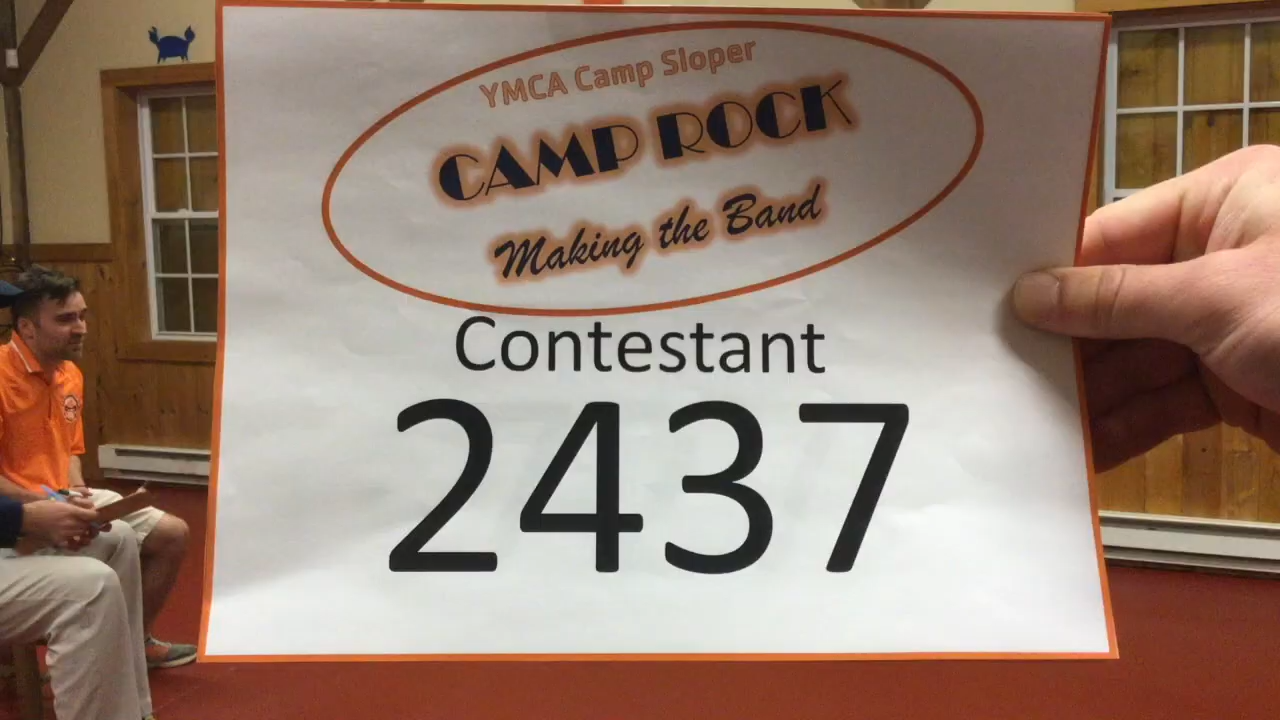 YMCA Camp Sloper
CAMP ROCK
Making the Band
Contestant
2437